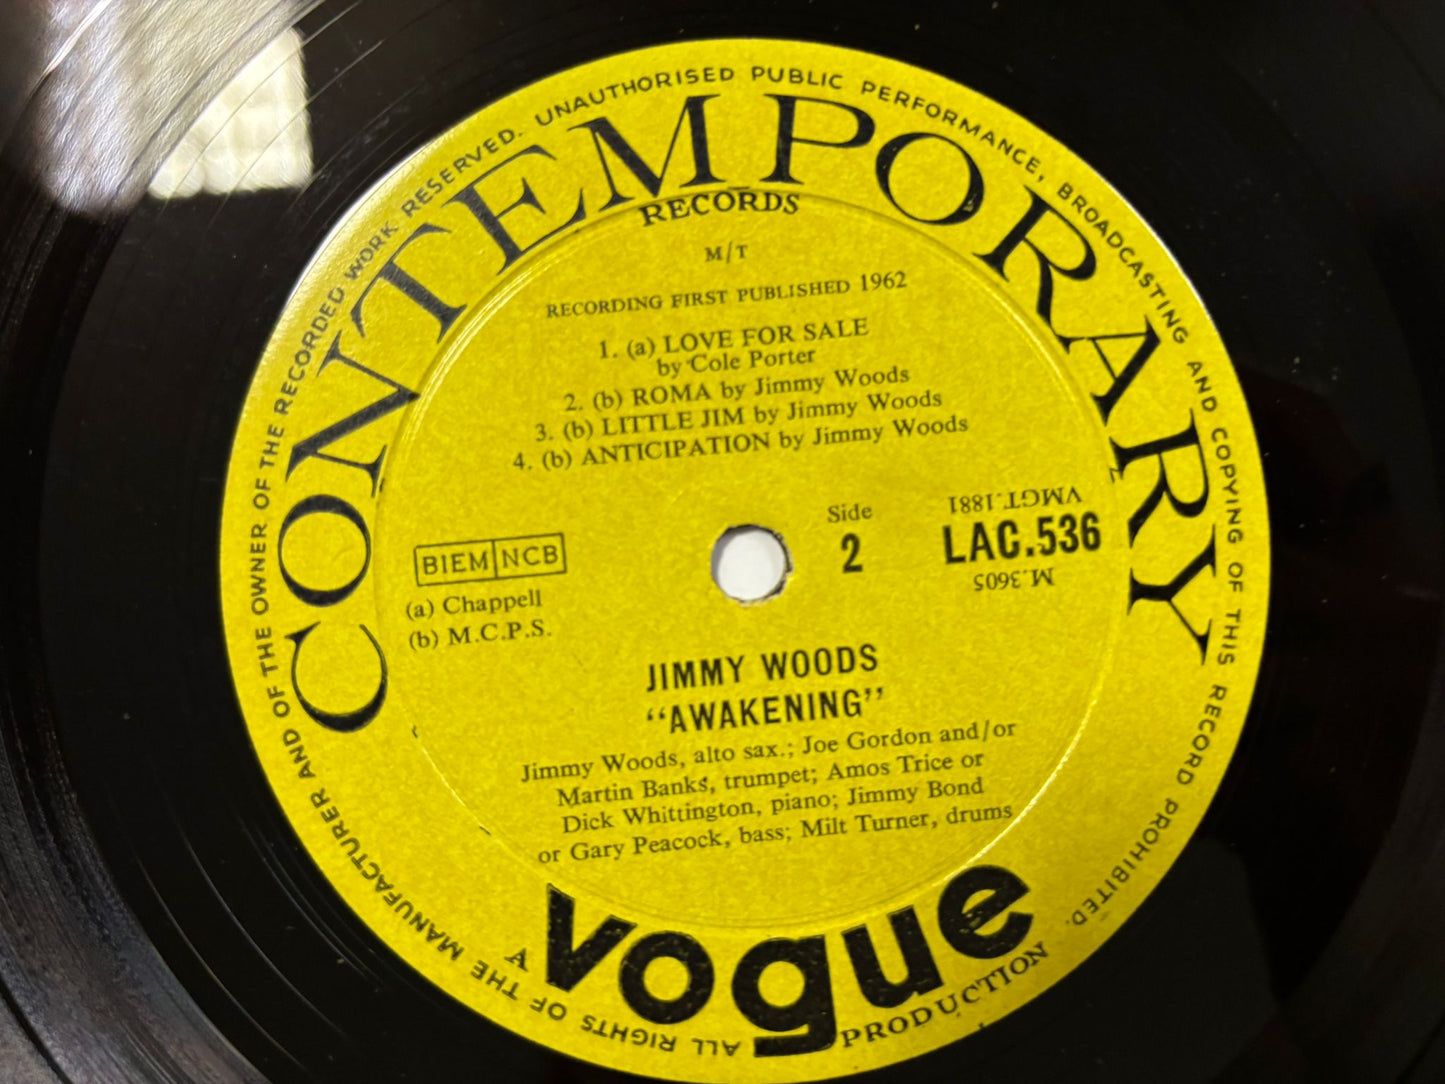 ALL RIGHTS OF THE MANUFACTURER AND OF THE OWNER OF THE RECORDED WORK RESERVED. UNAUTHORISED PUBLIC PERFORMANCE, BROADCASTING AND COPYING OF THIS RECORD PROHIBITED.
CONTEMPORARY
RECORDS
M/T
RECORDING FIRST PUBLISHED 1962
1. (a) LOVE FOR SALE
by Cole Porter
2. (b) ROMA by Jimmy Woods
3. (b) LITTLE JIM by Jimmy Woods
4. (b) ANTICIPATION by Jimmy Woods
BIEM NCB
(a) Chappell
(b) M.C.P.S.
Side
2
VMGT.1881
LAC.536
M.3605
JIMMY WOODS
"AWAKENING"
Jimmy Woods, alto sax.; Joe Gordon and/or
Martin Banks, trumpet; Amos Trice or
Dick Whittington, piano; Jimmy Bond
or Gary Peacock, bass; Milt Turner, drums
A
vogue
PRODUCTION